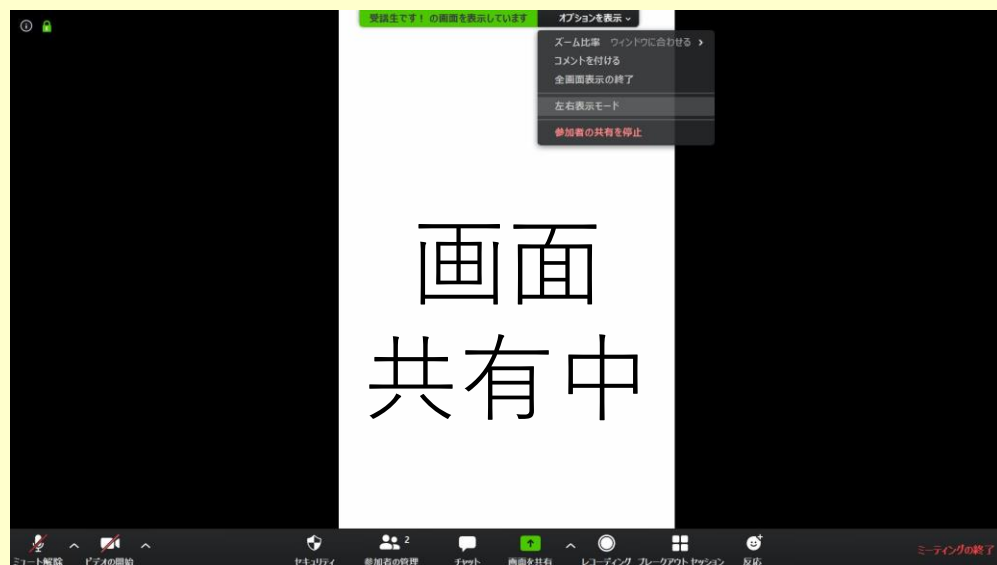 受講生です！ の画面を表示しています オプションを表示
ズーム比率 ウィンドウに合わせる
コメントを付ける
全画面表示の終了
左右表示モード
参加者の共有を停止
画面
共有中
ミュート解除 ビデオの開始 セキュリティ 参加者の管理 2 チャット 画面を共有 レコーディング ブレークアウト セッション 反応 ミーティングの終了